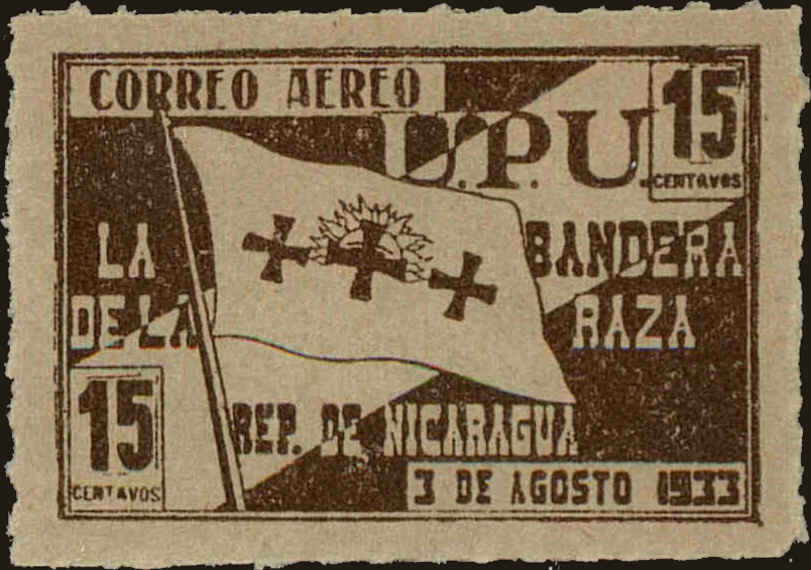 CORREO AEREO
U.P.U.
15
CENTAVOS
LA BANDERA
DE LA RAZA
15
CENTAVOS
REP. DE NICARAGUA
3 DE AGOSTO 1933